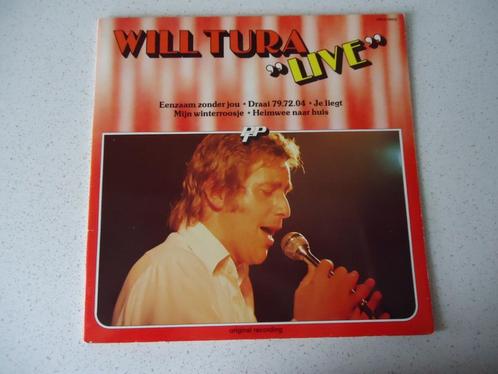 WILL TURA
"LIVE"
Eenzaam zonder jou • Draai 79.72.04 • Je liegt
Mijn winterroosje • Heimwee naar huis
original recording